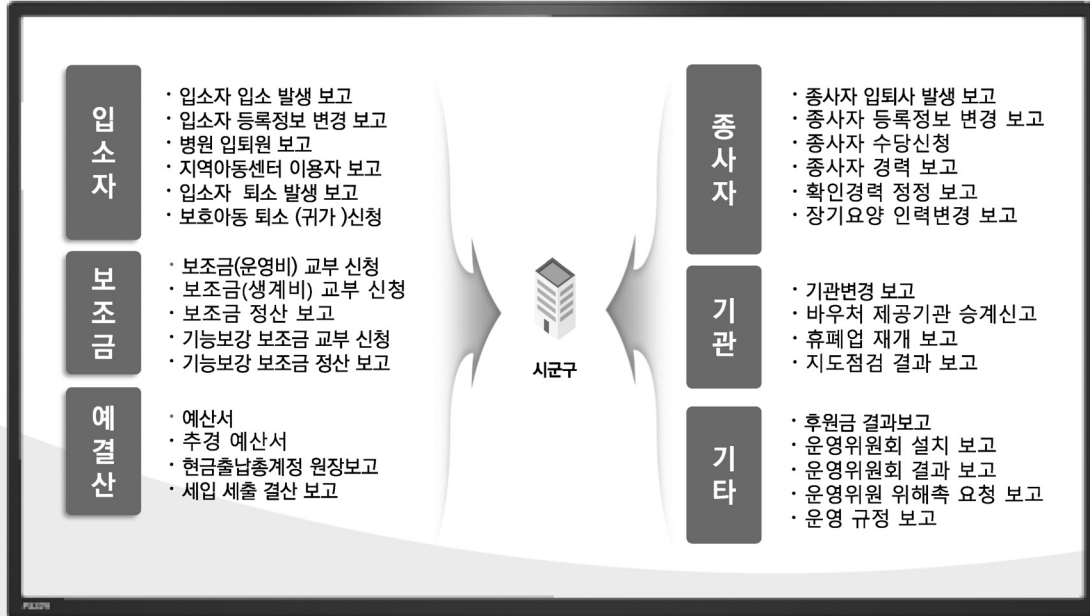 입소자
· 입소자 입소 발생 보고
· 입소자 등록정보 변경 보고
· 병원 입퇴원 보고
· 지역아동센터 이용자 보고
· 입소자 퇴소 발생 보고
· 보호아동 퇴소 (귀가 )신청
보조금
· 보조금(운영비) 교부 신청
· 보조금(생계비) 교부 신청
· 보조금 정산 보고
· 기능보강 보조금 교부 신청
· 기능보강 보조금 정산 보고
예결산
· 예산서
· 추경 예산서
· 현금출납총계정 원장보고
· 세입 세출 결산 보고
시군구
종사자
· 종사자 입퇴사 발생 보고
· 종사자 등록정보 변경 보고
· 종사자 수당신청
· 종사자 경력 보고
· 확인경력 정정 보고
· 장기요양 인력변경 보고
기관
· 기관변경 보고
· 바우처 제공기관 승계신고
· 휴폐업 재개 보고
· 지도점검 결과 보고
기타
· 후원금 결과보고
· 운영위원회 설치 보고
· 운영위원회 결과 보고
· 운영위원 위해촉 요청 보고
· 운영 규정 보고